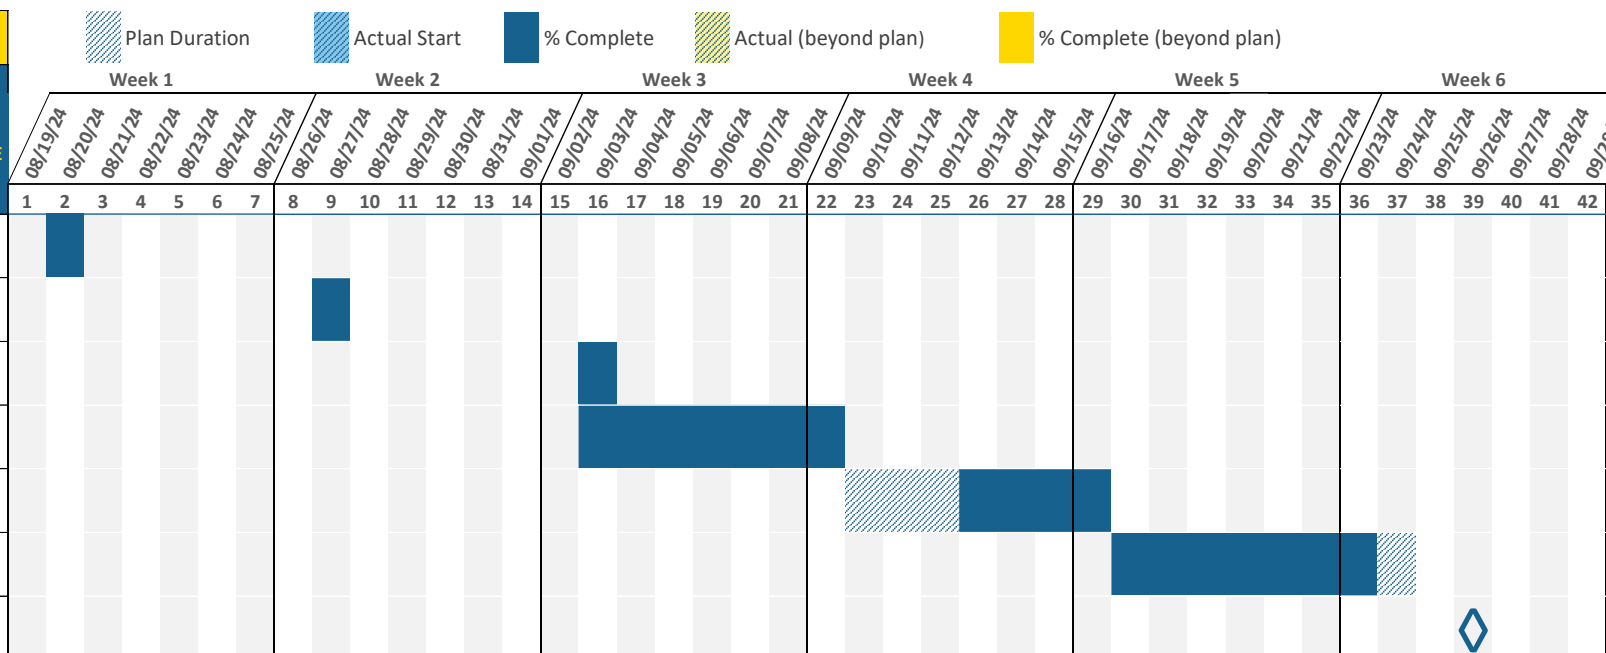 Plan Duration Actual Start % Complete Actual (beyond plan) % Complete (beyond plan)
Week 1 Week 2 Week 3 Week 4 Week 5 Week 6
08/19/24 08/20/24 08/21/24 08/22/24 08/23/24 08/24/24 08/25/24 08/26/24 08/27/24 08/28/24 08/29/24 08/30/24 08/31/24 09/01/24 09/02/24 09/03/24 09/04/24 09/05/24 09/06/24 09/07/24 09/08/24 09/09/24 09/10/24 09/11/24 09/12/24 09/13/24 09/14/24 09/15/24 09/16/24 09/17/24 09/18/24 09/19/24 09/20/24 09/21/24 09/22/24 09/23/24 09/24/24 09/25/24 09/26/24 09/27/24 09/28/24
1 2 3 4 5 6 7 8 9 10 11 12 13 14 15 16 17 18 19 20 21 22 23 24 25 26 27 28 29 30 31 32 33 34 35 36 37 38 39 40 41 42